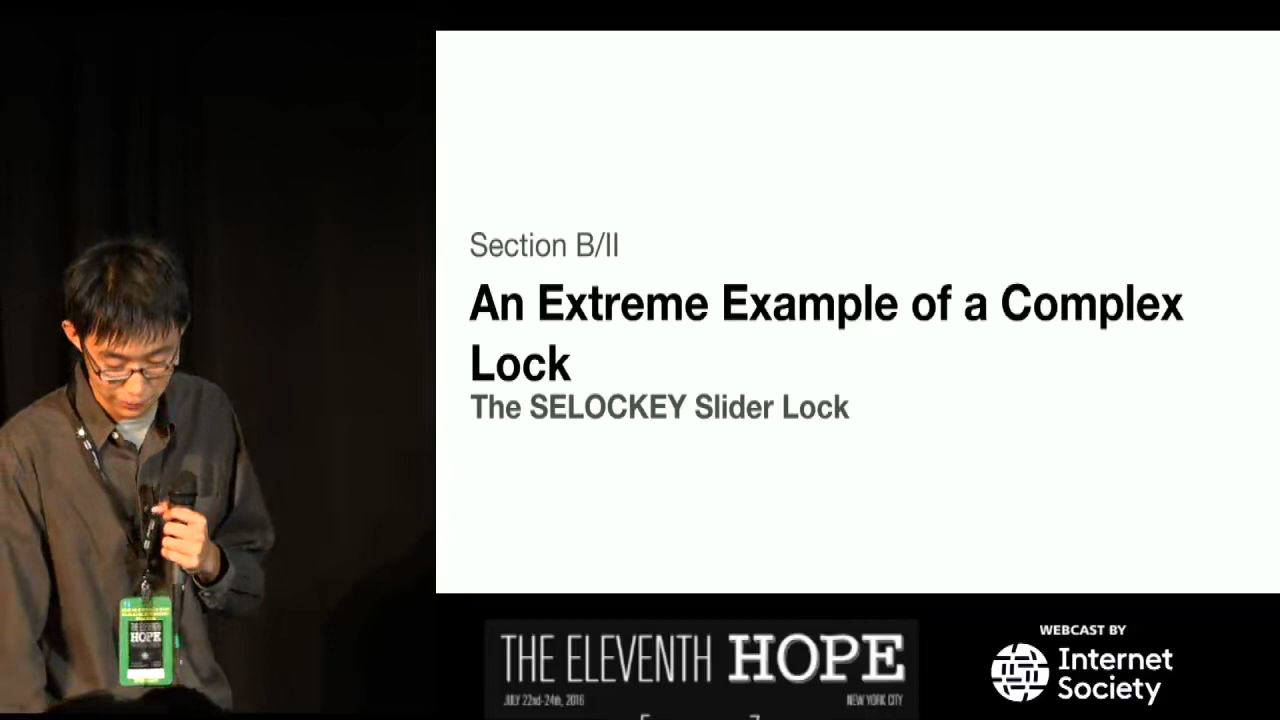 Section B/II
An Extreme Example of a Complex
Lock
The SELOCKEY Slider Lock
HOPE
THE ELEVENTH HOPE
JULY 22nd-24th, 2016
NEW YORK CITY
WEBCAST BY
Internet
Society